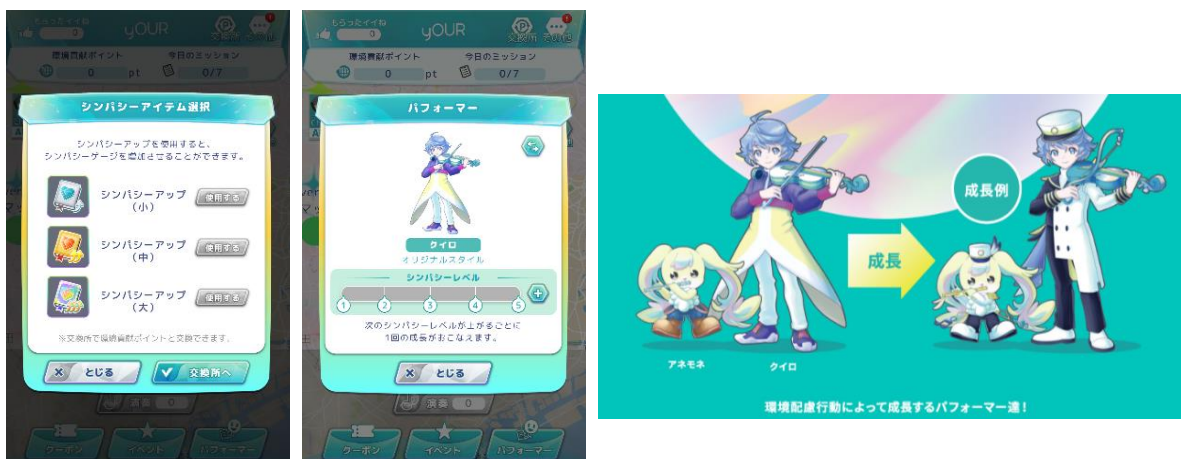 もらったイイね
0
yOUR
交換所
その他
環境貢献ポイント
今日のミッション
0 pt
0/7
シンパシーアイテム選択
シンパシーアップを使用すると、
シンパシーゲージを増加させることができます。
シンパシーアップ
（小）
使用する
シンパシーアップ
（中）
使用する
シンパシーアップ
（大）
使用する
※交換所で環境貢献ポイントと交換できます。
とじる
交換所へ
演奏 0
クーポン
イベント
パフォーマー
もらったイイね
0
yOUR
交換所
その他
環境貢献ポイント
今日のミッション
0 pt
0/7
パフォーマー
クイロ
オリジナルスタイル
シンパシーレベル
1 2 3 4 5
次のシンパシーレベルが上がるごとに
1回の成長がおこなえます。
とじる
演奏 0
クーポン
イベント
パフォーマー
成長例
成長
アネモネ
クイロ
環境配慮行動によって成長するパフォーマー達！